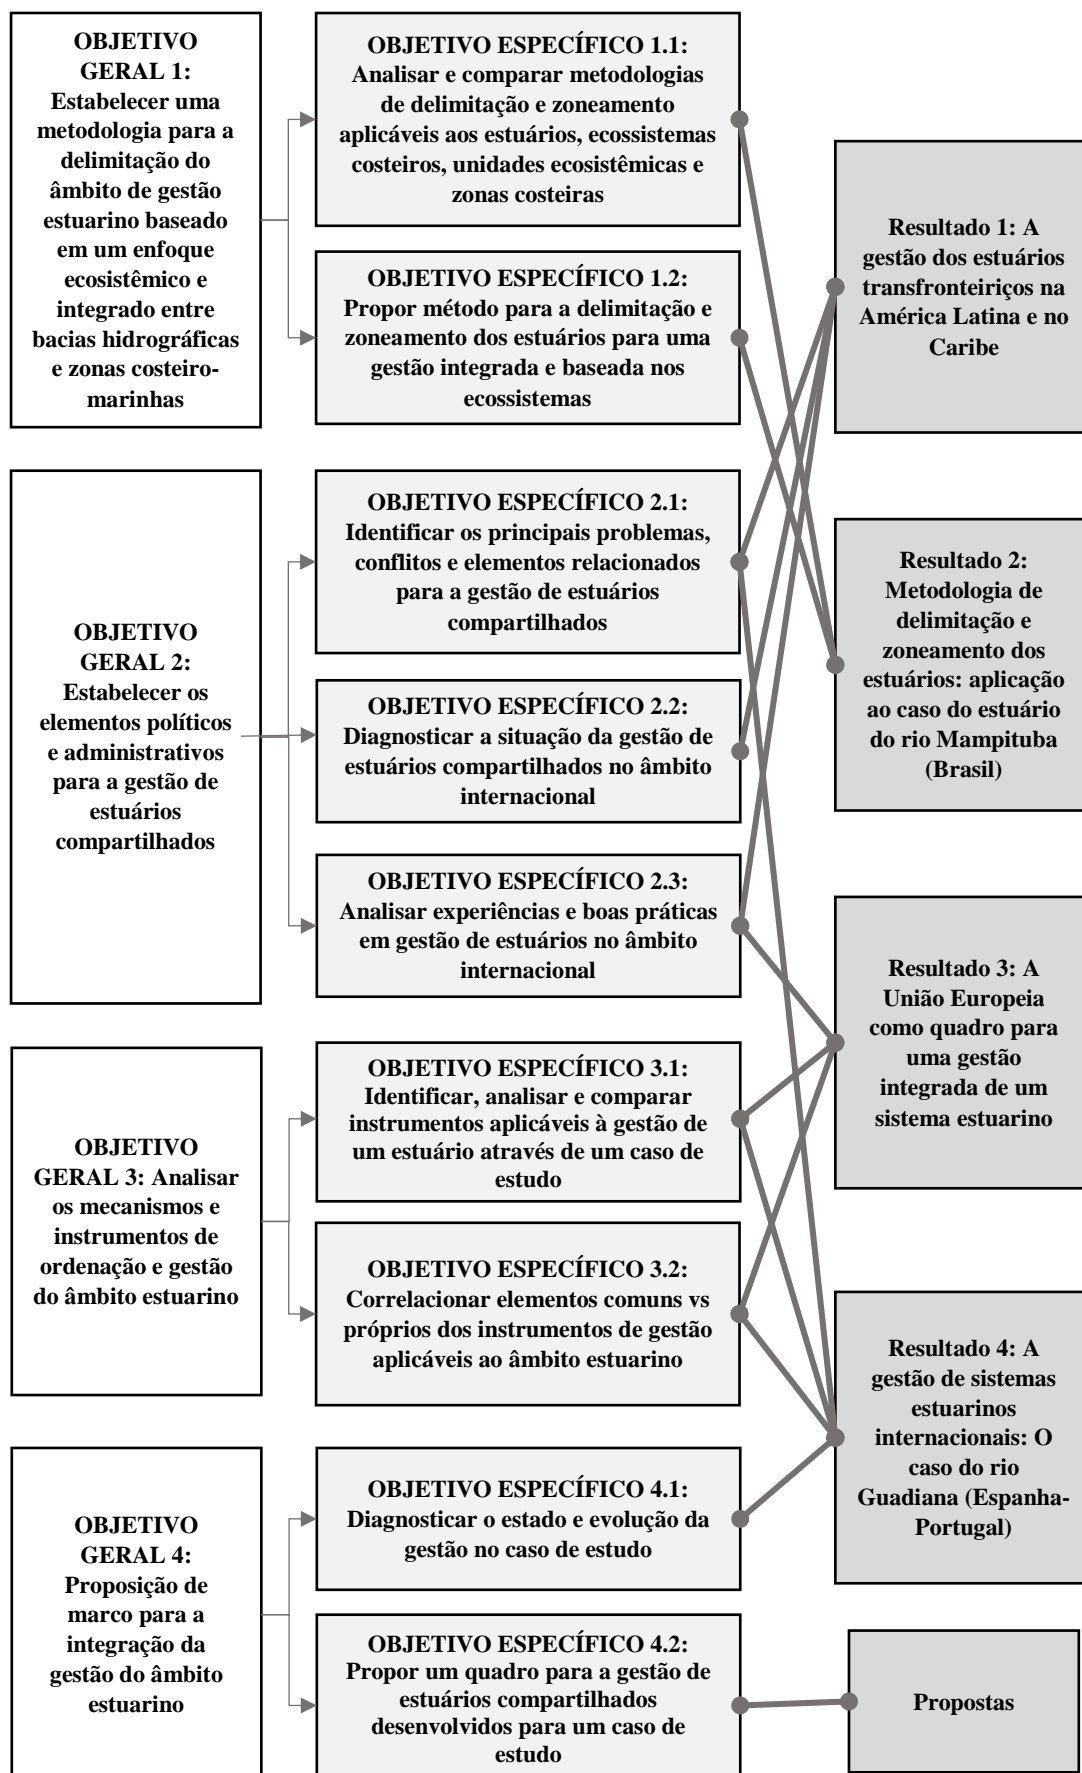 OBJETIVO
GERAL 1:
Estabelecer uma
metodologia para a
delimitação do
âmbito de gestão
estuarino baseado
em um enfoque
ecosistêmico e
integrado entre
bacias hidrográficas
e zonas costeiro-
marinhas
OBJETIVO ESPECÍFICO 1.1:
Analisar e comparar metodologias
de delimitação e zoneamento
aplicáveis aos estuários, ecossistemas
costeiros, unidades ecosistêmicas e
zonas costeiras
OBJETIVO ESPECÍFICO 1.2:
Propor método para a delimitação e
zoneamento dos estuários para uma
gestão integrada e baseada nos
ecossistemas
OBJETIVO
GERAL 2:
Estabelecer os
elementos políticos
e administrativos
para a gestão de
estuários
compartilhados
OBJETIVO ESPECÍFICO 2.1:
Identificar os principais problemas,
conflitos e elementos relacionados
para a gestão de estuários
compartilhados
OBJETIVO ESPECÍFICO 2.2:
Diagnosticar a situação da gestão de
estuários compartilhados no âmbito
internacional
OBJETIVO ESPECÍFICO 2.3:
Analisar experiências e boas práticas
em gestão de estuários no âmbito
internacional
OBJETIVO
GERAL 3: Analisar
os mecanismos e
instrumentos de
ordenação e gestão
do âmbito estuarino
OBJETIVO ESPECÍFICO 3.1:
Identificar, analisar e comparar
instrumentos aplicáveis à gestão de
um estuário através de um caso de
estudo
OBJETIVO ESPECÍFICO 3.2:
Correlacionar elementos comuns vs
próprios dos instrumentos de gestão
aplicáveis ao âmbito estuarino
OBJETIVO
GERAL 4:
Proposição de
marco para a
integração da
gestão do âmbito
estuarino
OBJETIVO ESPECÍFICO 4.1:
Diagnosticar o estado e evolução da
gestão no caso de estudo
OBJETIVO ESPECÍFICO 4.2:
Propor um quadro para a gestão de
estuários compartilhados
desenvolvidos para um caso de
estudo
Resultado 1: A
gestão dos estuários
transfronteiriços na
América Latina e no
Caribe
Resultado 2:
Metodologia de
delimitação e
zoneamento dos
estuários: aplicação
ao caso do estuário
do rio Mampituba
(Brasil)
Resultado 3: A
União Europeia
como quadro para
uma gestão
integrada de um
sistema estuarino
Resultado 4: A
gestão de sistemas
estuarinos
internacionais: O
caso do rio
Guadiana (Espanha-
Portugal)
Propostas